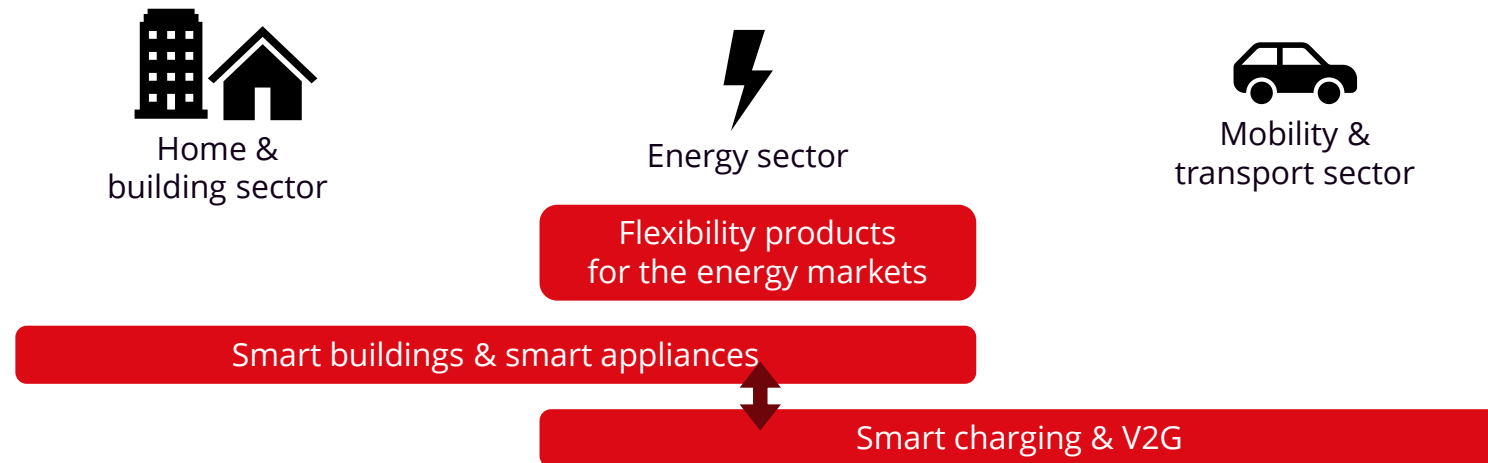 Home &
building sector
Energy sector
Mobility &
transport sector
Flexibility products
for the energy markets
Smart buildings & smart appliances
Smart charging & V2G